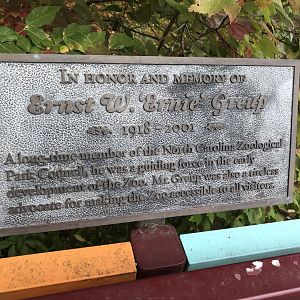 In honor and memory of
Ernst W. "Ernie" Greup
1918 - 2001
A long-time member of the North Carolina Zoological
Park Council, he was a guiding force in the early
development of the Zoo. Mr. Greup was also a tireless
advocate for making the Zoo accessible to all visitors.